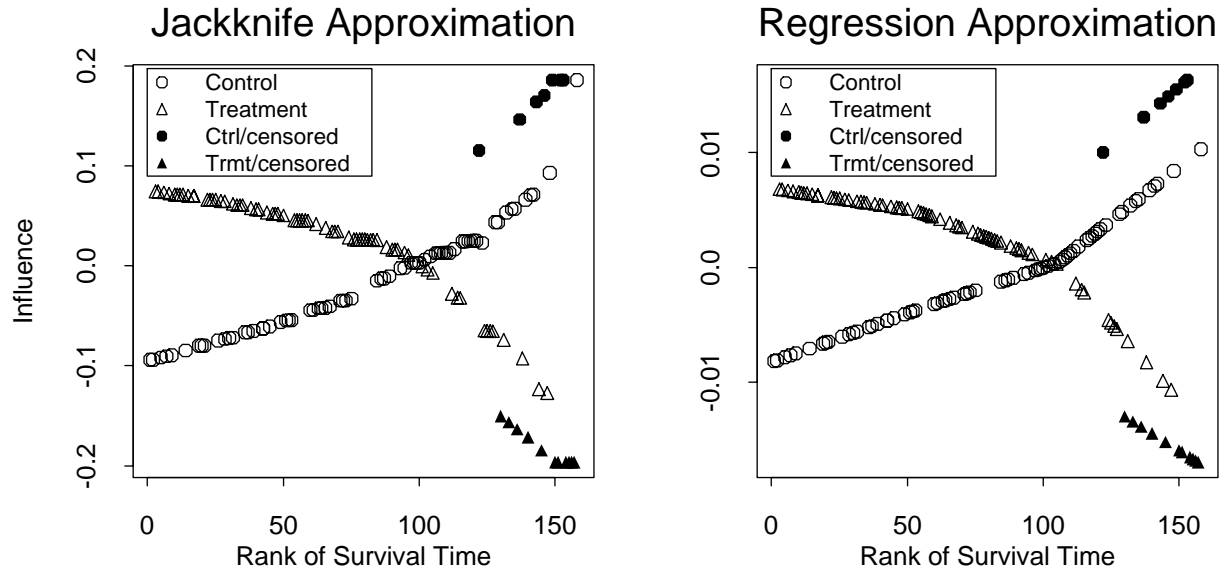 Jackknife Approximation
Influence
0.2
0.1
0.0
-0.1
-0.2
Control
Treatment
Ctrl/censored
Trmt/censored
0 50 100 150
Rank of Survival Time
Regression Approximation
0.01
0.0
-0.01
Control
Treatment
Ctrl/censored
Trmt/censored
0 50 100 150
Rank of Survival Time